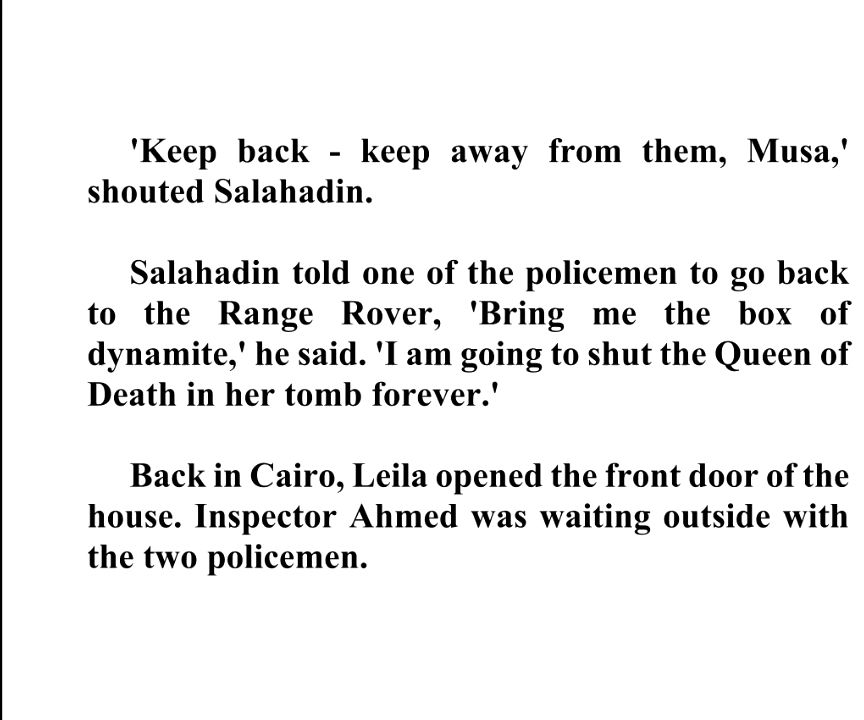 'Keep back - keep away from them, Musa,'
shouted Salahadin.
Salahadin told one of the policemen to go back
to the Range Rover, 'Bring me the box of
dynamite,' he said. 'I am going to shut the Queen of
Death in her tomb forever.'
Back in Cairo, Leila opened the front door of the
house. Inspector Ahmed was waiting outside with
the two policemen.